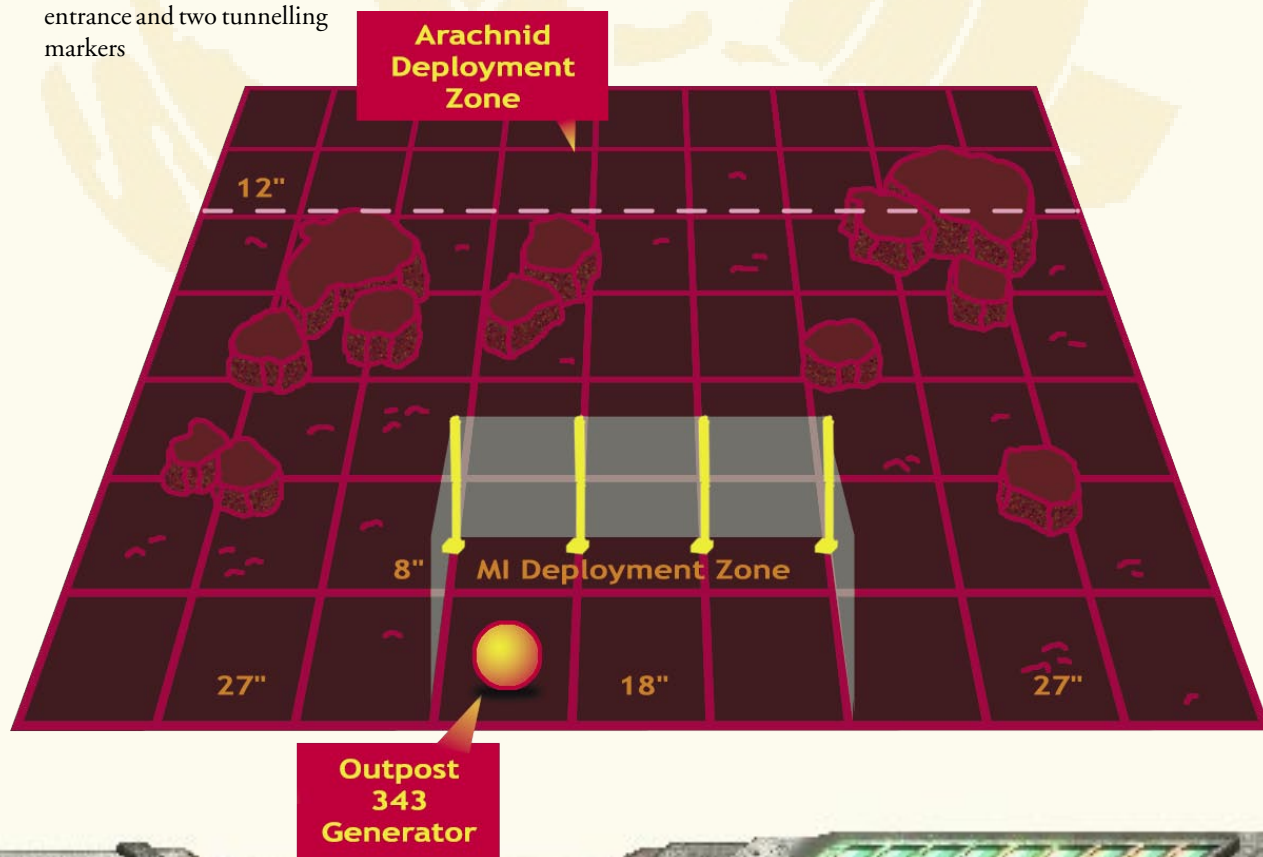 entrance and two tunnelling
markers
Arachnid
Deployment
Zone
12"
8"
MI Deployment Zone
27"
18"
27"
Outpost
343
Generator